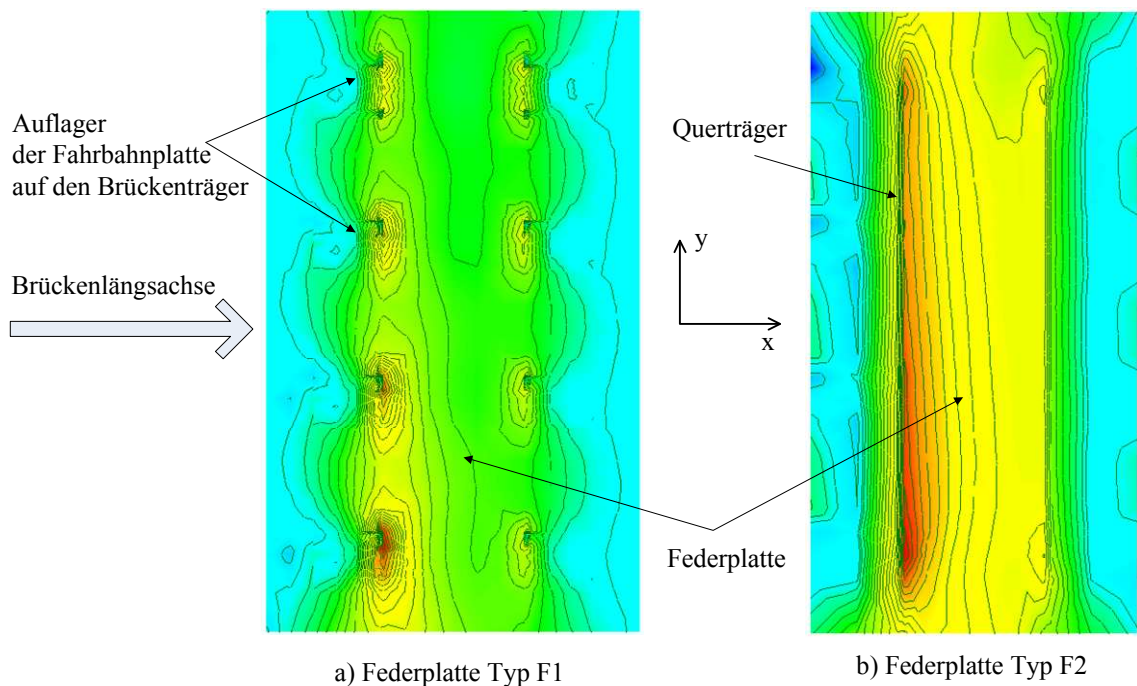 Auflager
der Fahrbahnplatte
auf den Brückenträger
Brückenlängsachse
Querträger
y
x
Federplatte
a) Federplatte Typ F1
b) Federplatte Typ F2